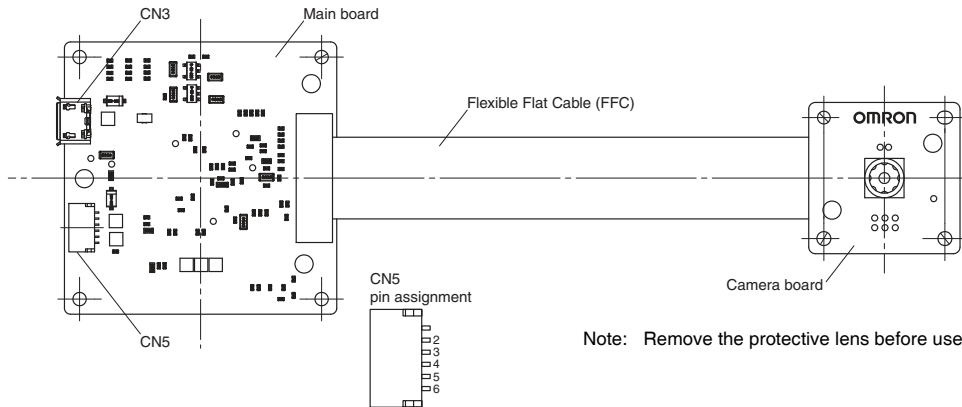 CN3
Main board
Flexible Flat Cable (FFC)
OMRON
CN5
pin assignment
Camera board
CN5
Note: Remove the protective lens before use
2
3
4
5
6